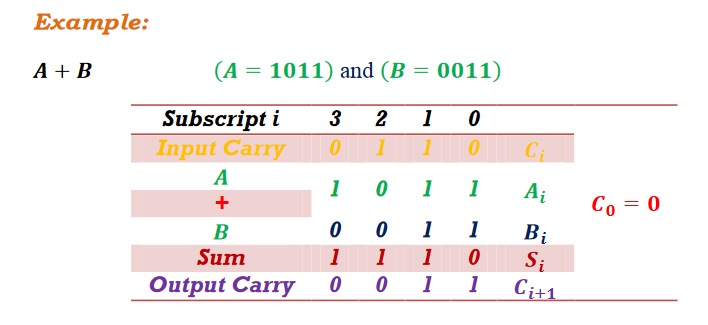 Example:
A + B (A = 1011) and (B = 0011)
Subscript i 3 2 1 0
Input Carry 0 1 1 0 Cᵢ
A 1 0 1 1 Aᵢ
+ C₀ = 0
B 0 0 1 1 Bᵢ
Sum 1 1 1 0 Sᵢ
Output Carry 0 0 1 1 Cᵢ₊₁